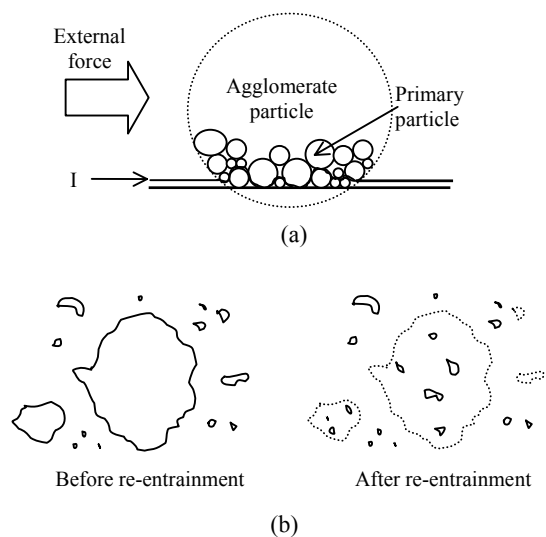 External
force
Agglomerate
particle
Primary
particle
I
(a)
Before re-entrainment
After re-entrainment
(b)